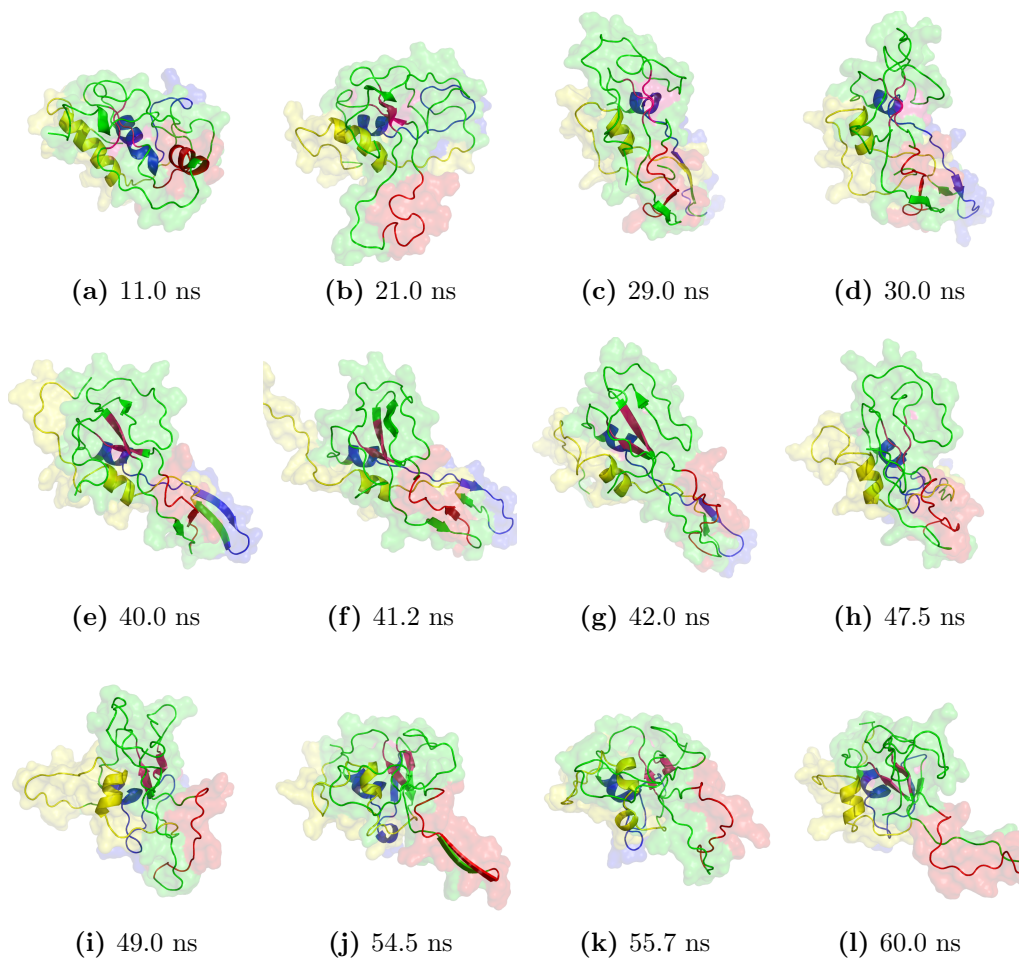 (a) 11.0 ns (b) 21.0 ns (c) 29.0 ns (d) 30.0 ns
(e) 40.0 ns (f) 41.2 ns (g) 42.0 ns (h) 47.5 ns
(i) 49.0 ns (j) 54.5 ns (k) 55.7 ns (l) 60.0 ns